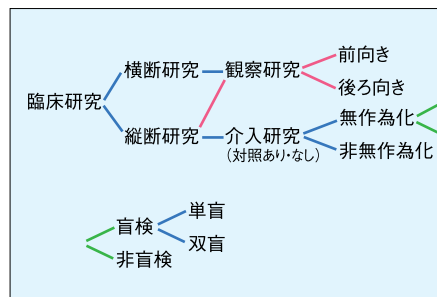 臨床研究
横断研究
縦断研究
観察研究
介入研究
(対照あり・なし)
前向き
後ろ向き
無作為化
非無作為化
盲検
非盲検
単盲
双盲